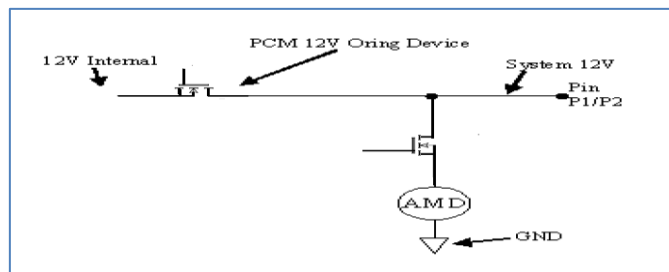 PCM 12V Oring Device
12V Internal
System 12V
Pin
P1/P2
AMD
GND